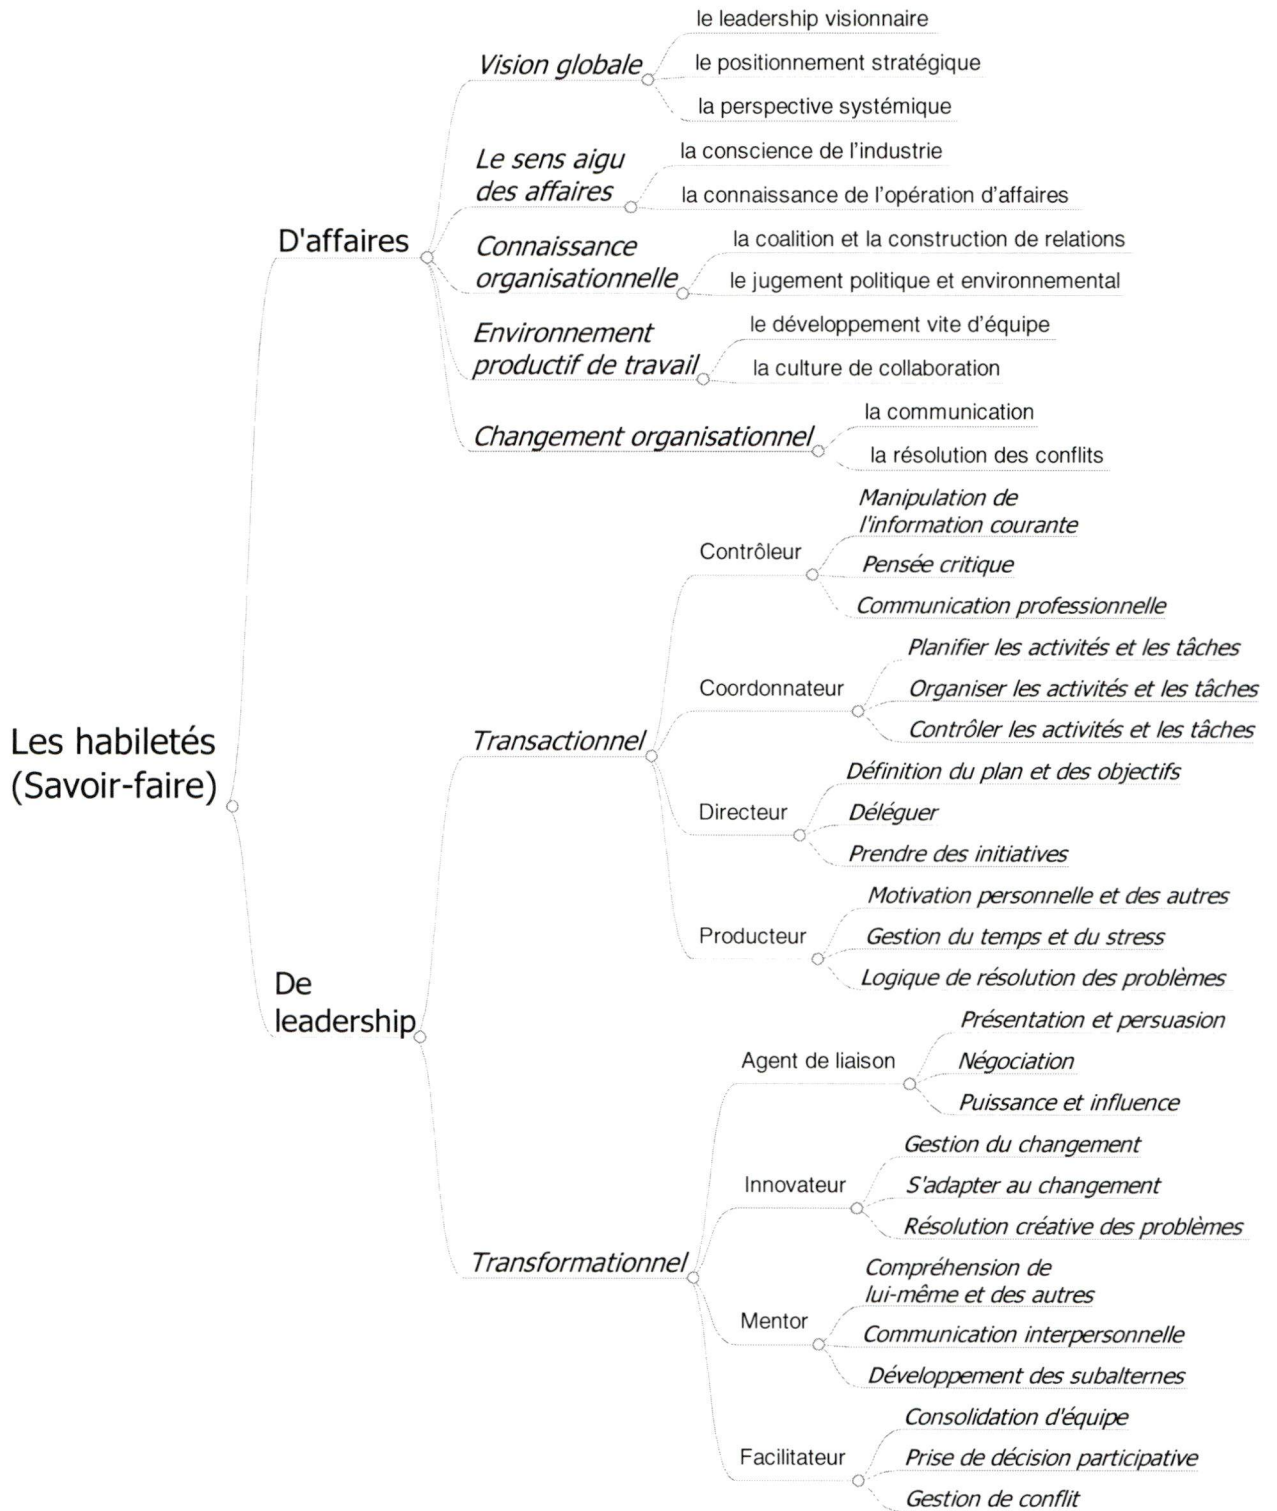 Les habiletés
(Savoir-faire)
D'affaires
Vision globale
le leadership visionnaire
le positionnement stratégique
la perspective systémique
Le sens aigu
des affaires
la conscience de l'industrie
la connaissance de l'opération d'affaires
Connaissance
organisationnelle
la coalition et la construction de relations
le jugement politique et environnemental
Environnement
productif de travail
le développement vite d'équipe
la culture de collaboration
Changement organisationnel
la communication
la résolution des conflits
De
leadership
Transactionnel
Contrôleur
Manipulation de
l'information courante
Pensée critique
Communication professionnelle
Coordonnateur
Planifier les activités et les tâches
Organiser les activités et les tâches
Contrôler les activités et les tâches
Directeur
Définition du plan et des objectifs
Déléguer
Prendre des initiatives
Producteur
Motivation personnelle et des autres
Gestion du temps et du stress
Logique de résolution des problèmes
Transformationnel
Agent de liaison
Présentation et persuasion
Négociation
Puissance et influence
Innovateur
Gestion du changement
S'adapter au changement
Résolution créative des problèmes
Mentor
Compréhension de
lui-même et des autres
Communication interpersonnelle
Développement des subalternes
Facilitateur
Consolidation d'équipe
Prise de décision participative
Gestion de conflit